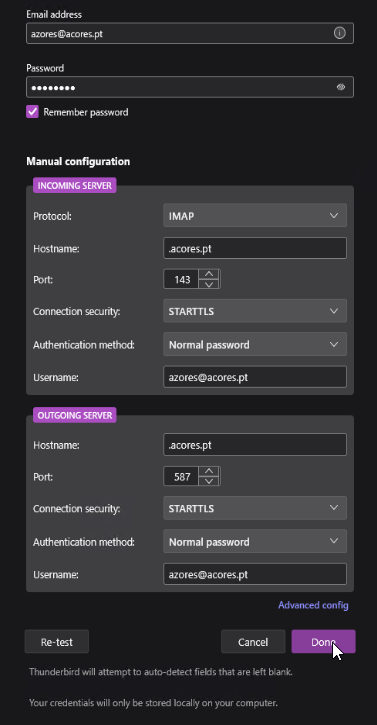 Email address
azores@acores.pt
Password
Remember password
Manual configuration
INCOMING SERVER
Protocol: IMAP
Hostname: .acores.pt
Port: 143
Connection security: STARTTLS
Authentication method: Normal password
Username: azores@acores.pt
OUTGOING SERVER
Hostname: .acores.pt
Port: 587
Connection security: STARTTLS
Authentication method: Normal password
Username: azores@acores.pt
Advanced config
Re-test Cancel Done
Thunderbird will attempt to auto-detect fields that are left blank.
Your credentials will only be stored locally on your computer.